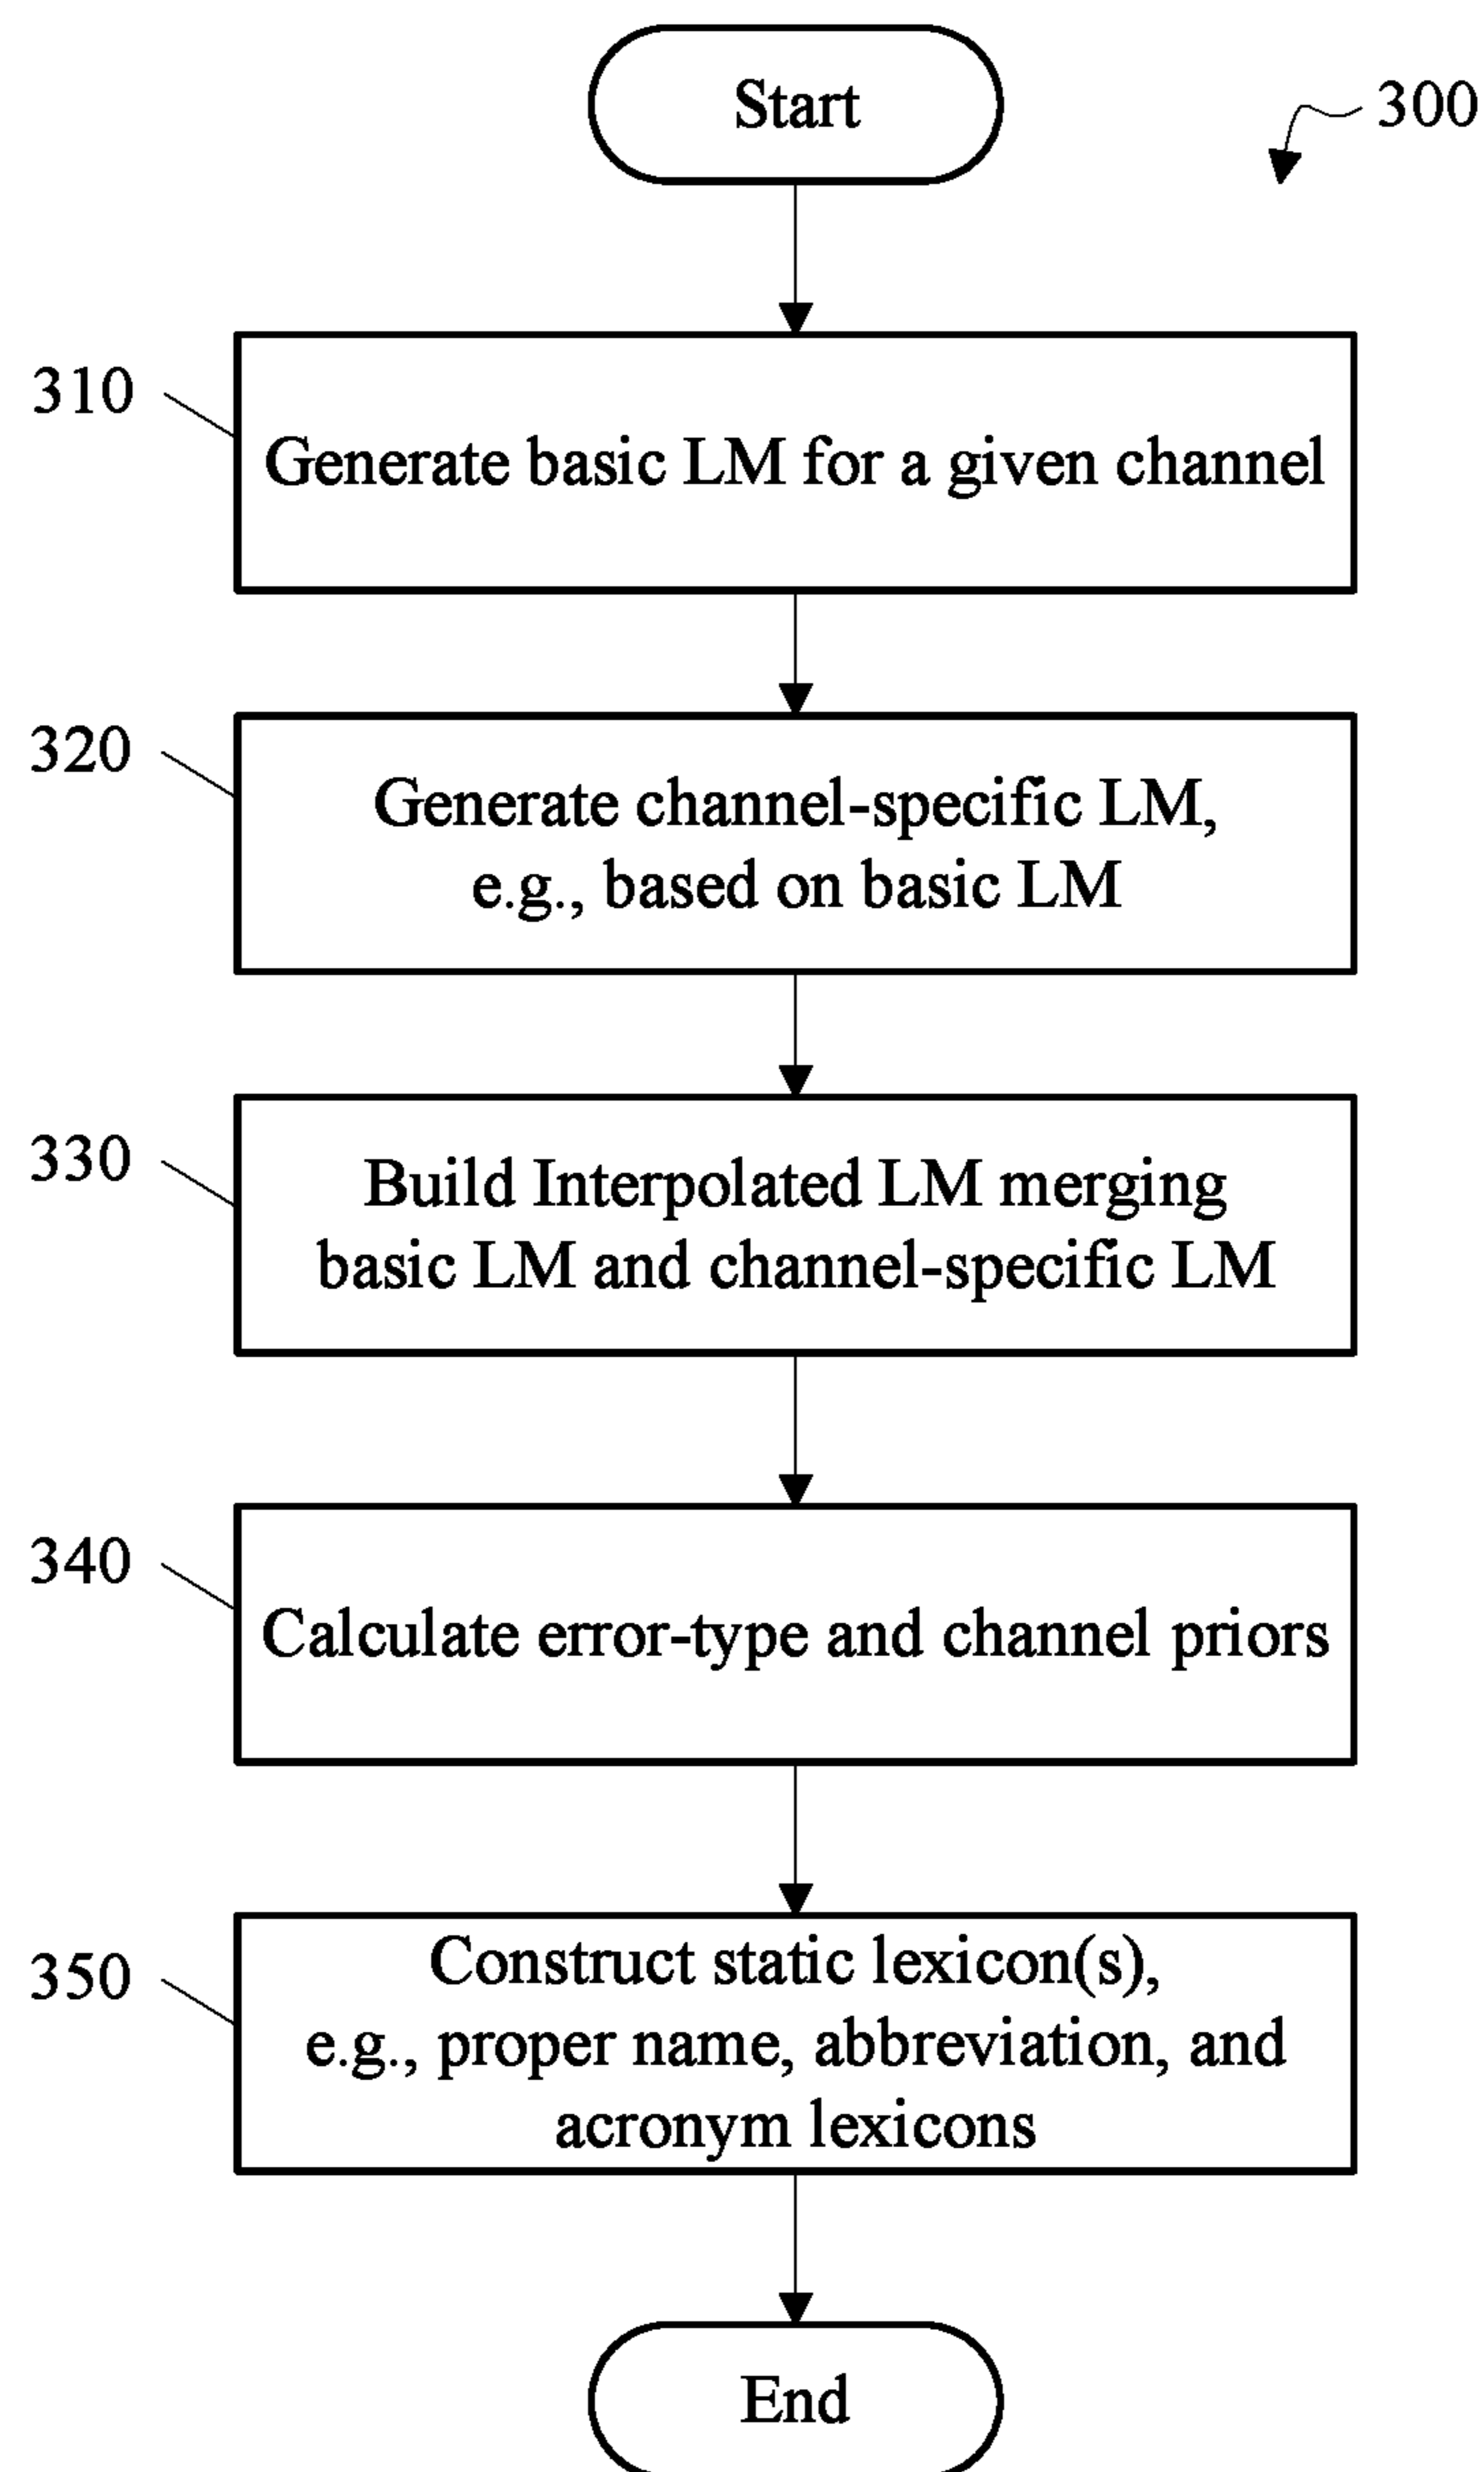 Start
300
310
Generate basic LM for a given channel
320
Generate channel-specific LM,
e.g., based on basic LM
330
Build Interpolated LM merging
basic LM and channel-specific LM
340
Calculate error-type and channel priors
350
Construct static lexicon(s),
e.g., proper name, abbreviation, and
acronym lexicons
End